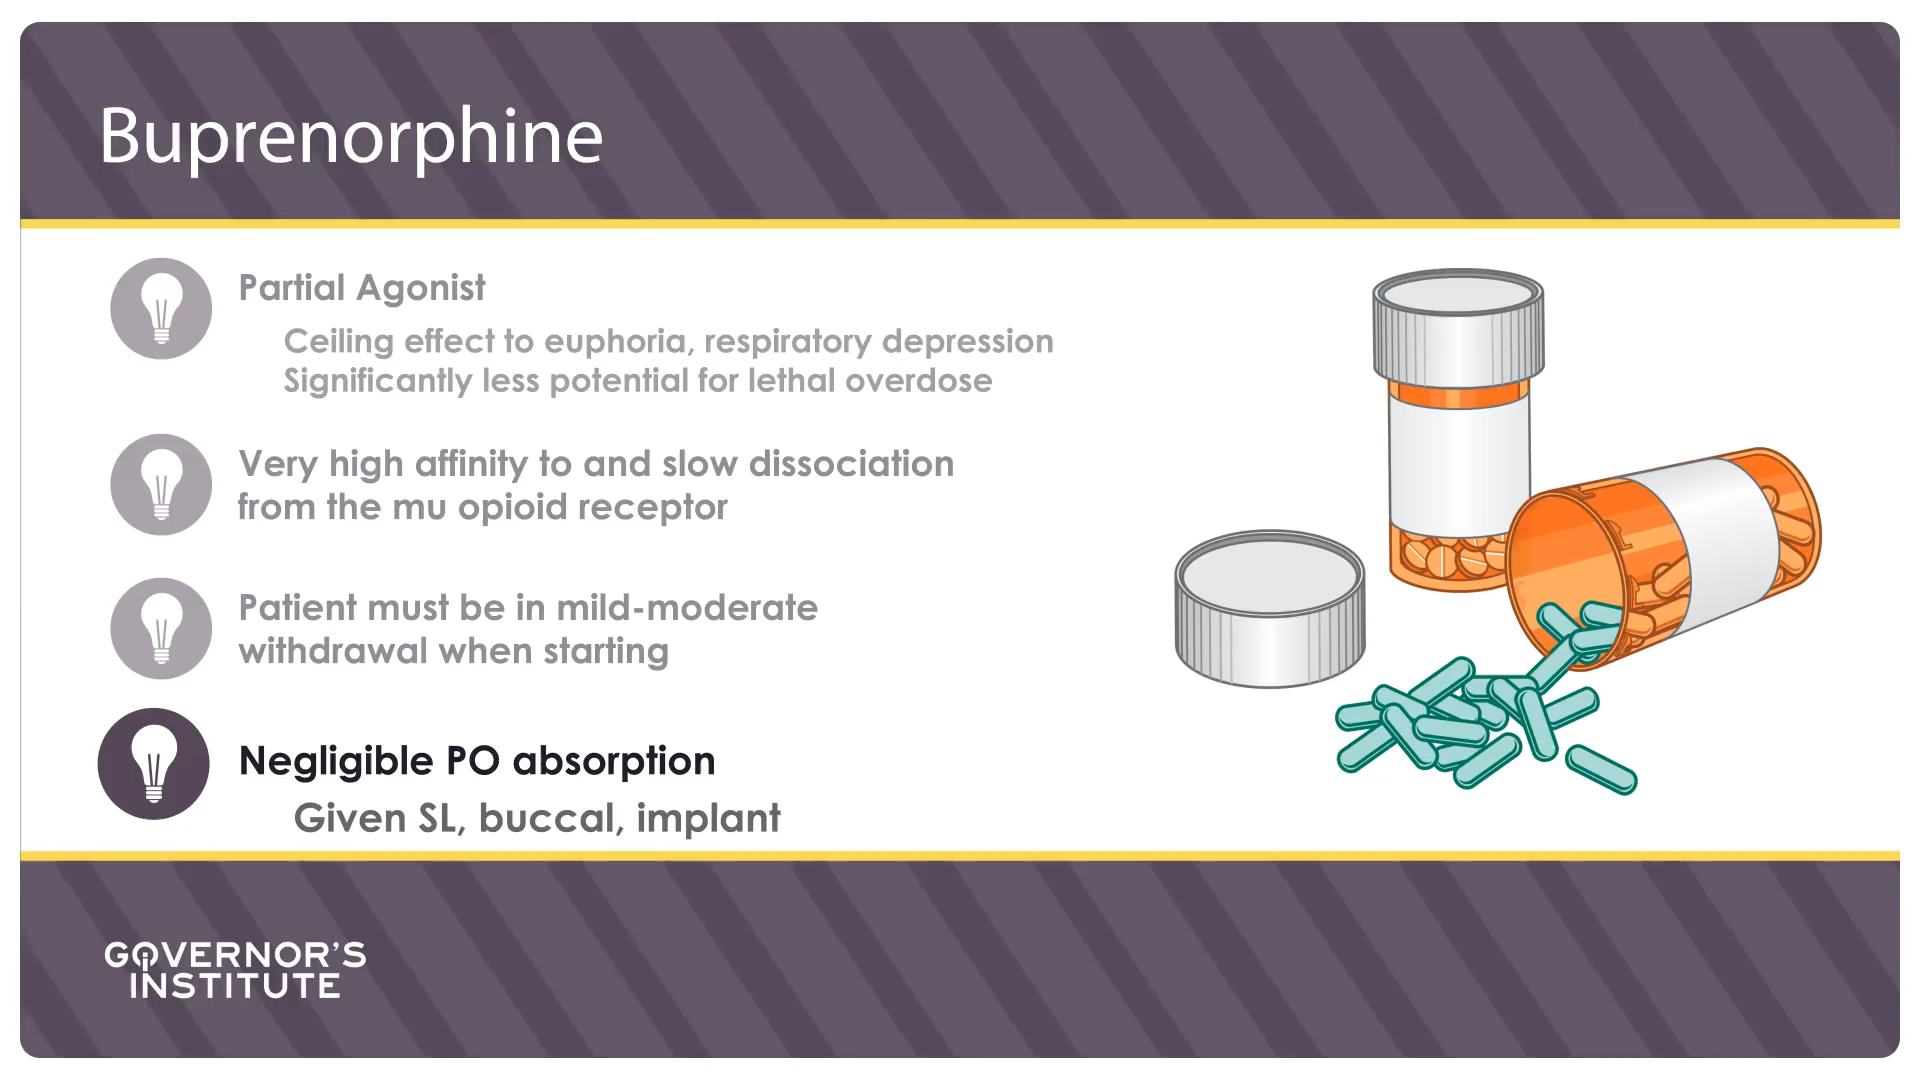 Buprenorphine
Partial Agonist
Ceiling effect to euphoria, respiratory depression
Significantly less potential for lethal overdose
Very high affinity to and slow dissociation
from the mu opioid receptor
Patient must be in mild-moderate
withdrawal when starting
Negligible PO absorption
Given SL, buccal, implant
GOVERNOR'S
INSTITUTE